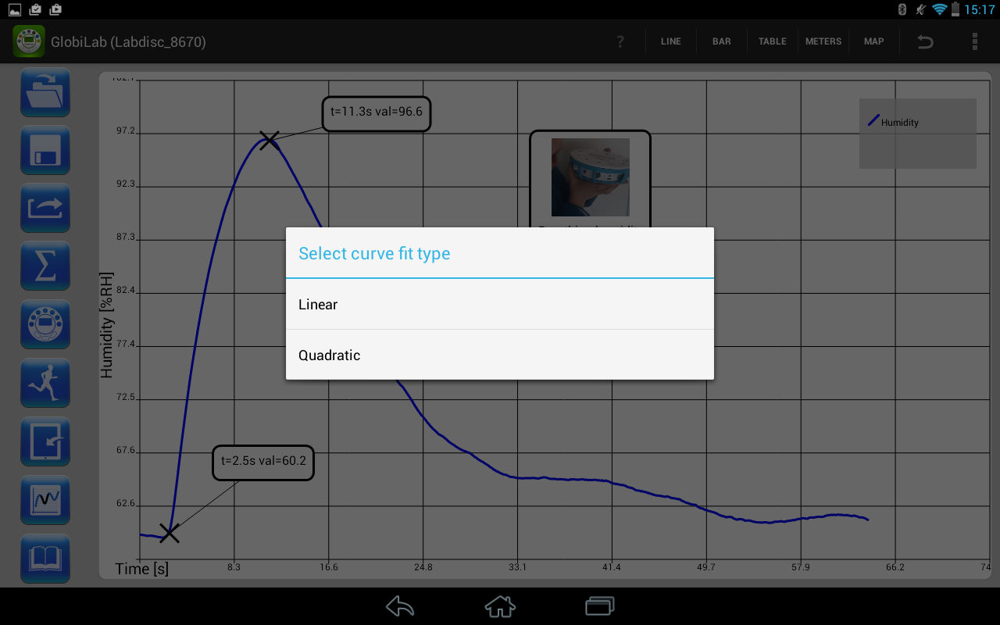 15:17
GlobiLab (Labdisc_8670)
? LINE BAR TABLE METERS MAP
102.1
t=11.3s val=96.6
97.2
Humidity
92.3
87.3
Select curve fit type
82.4
Linear
Humidity [%RH]
77.4
Quadratic
72.5
67.6
t=2.5s val=60.2
62.6
Time [s] 8.3 16.6 24.8 33.1 41.4 49.7 57.9 66.2 74